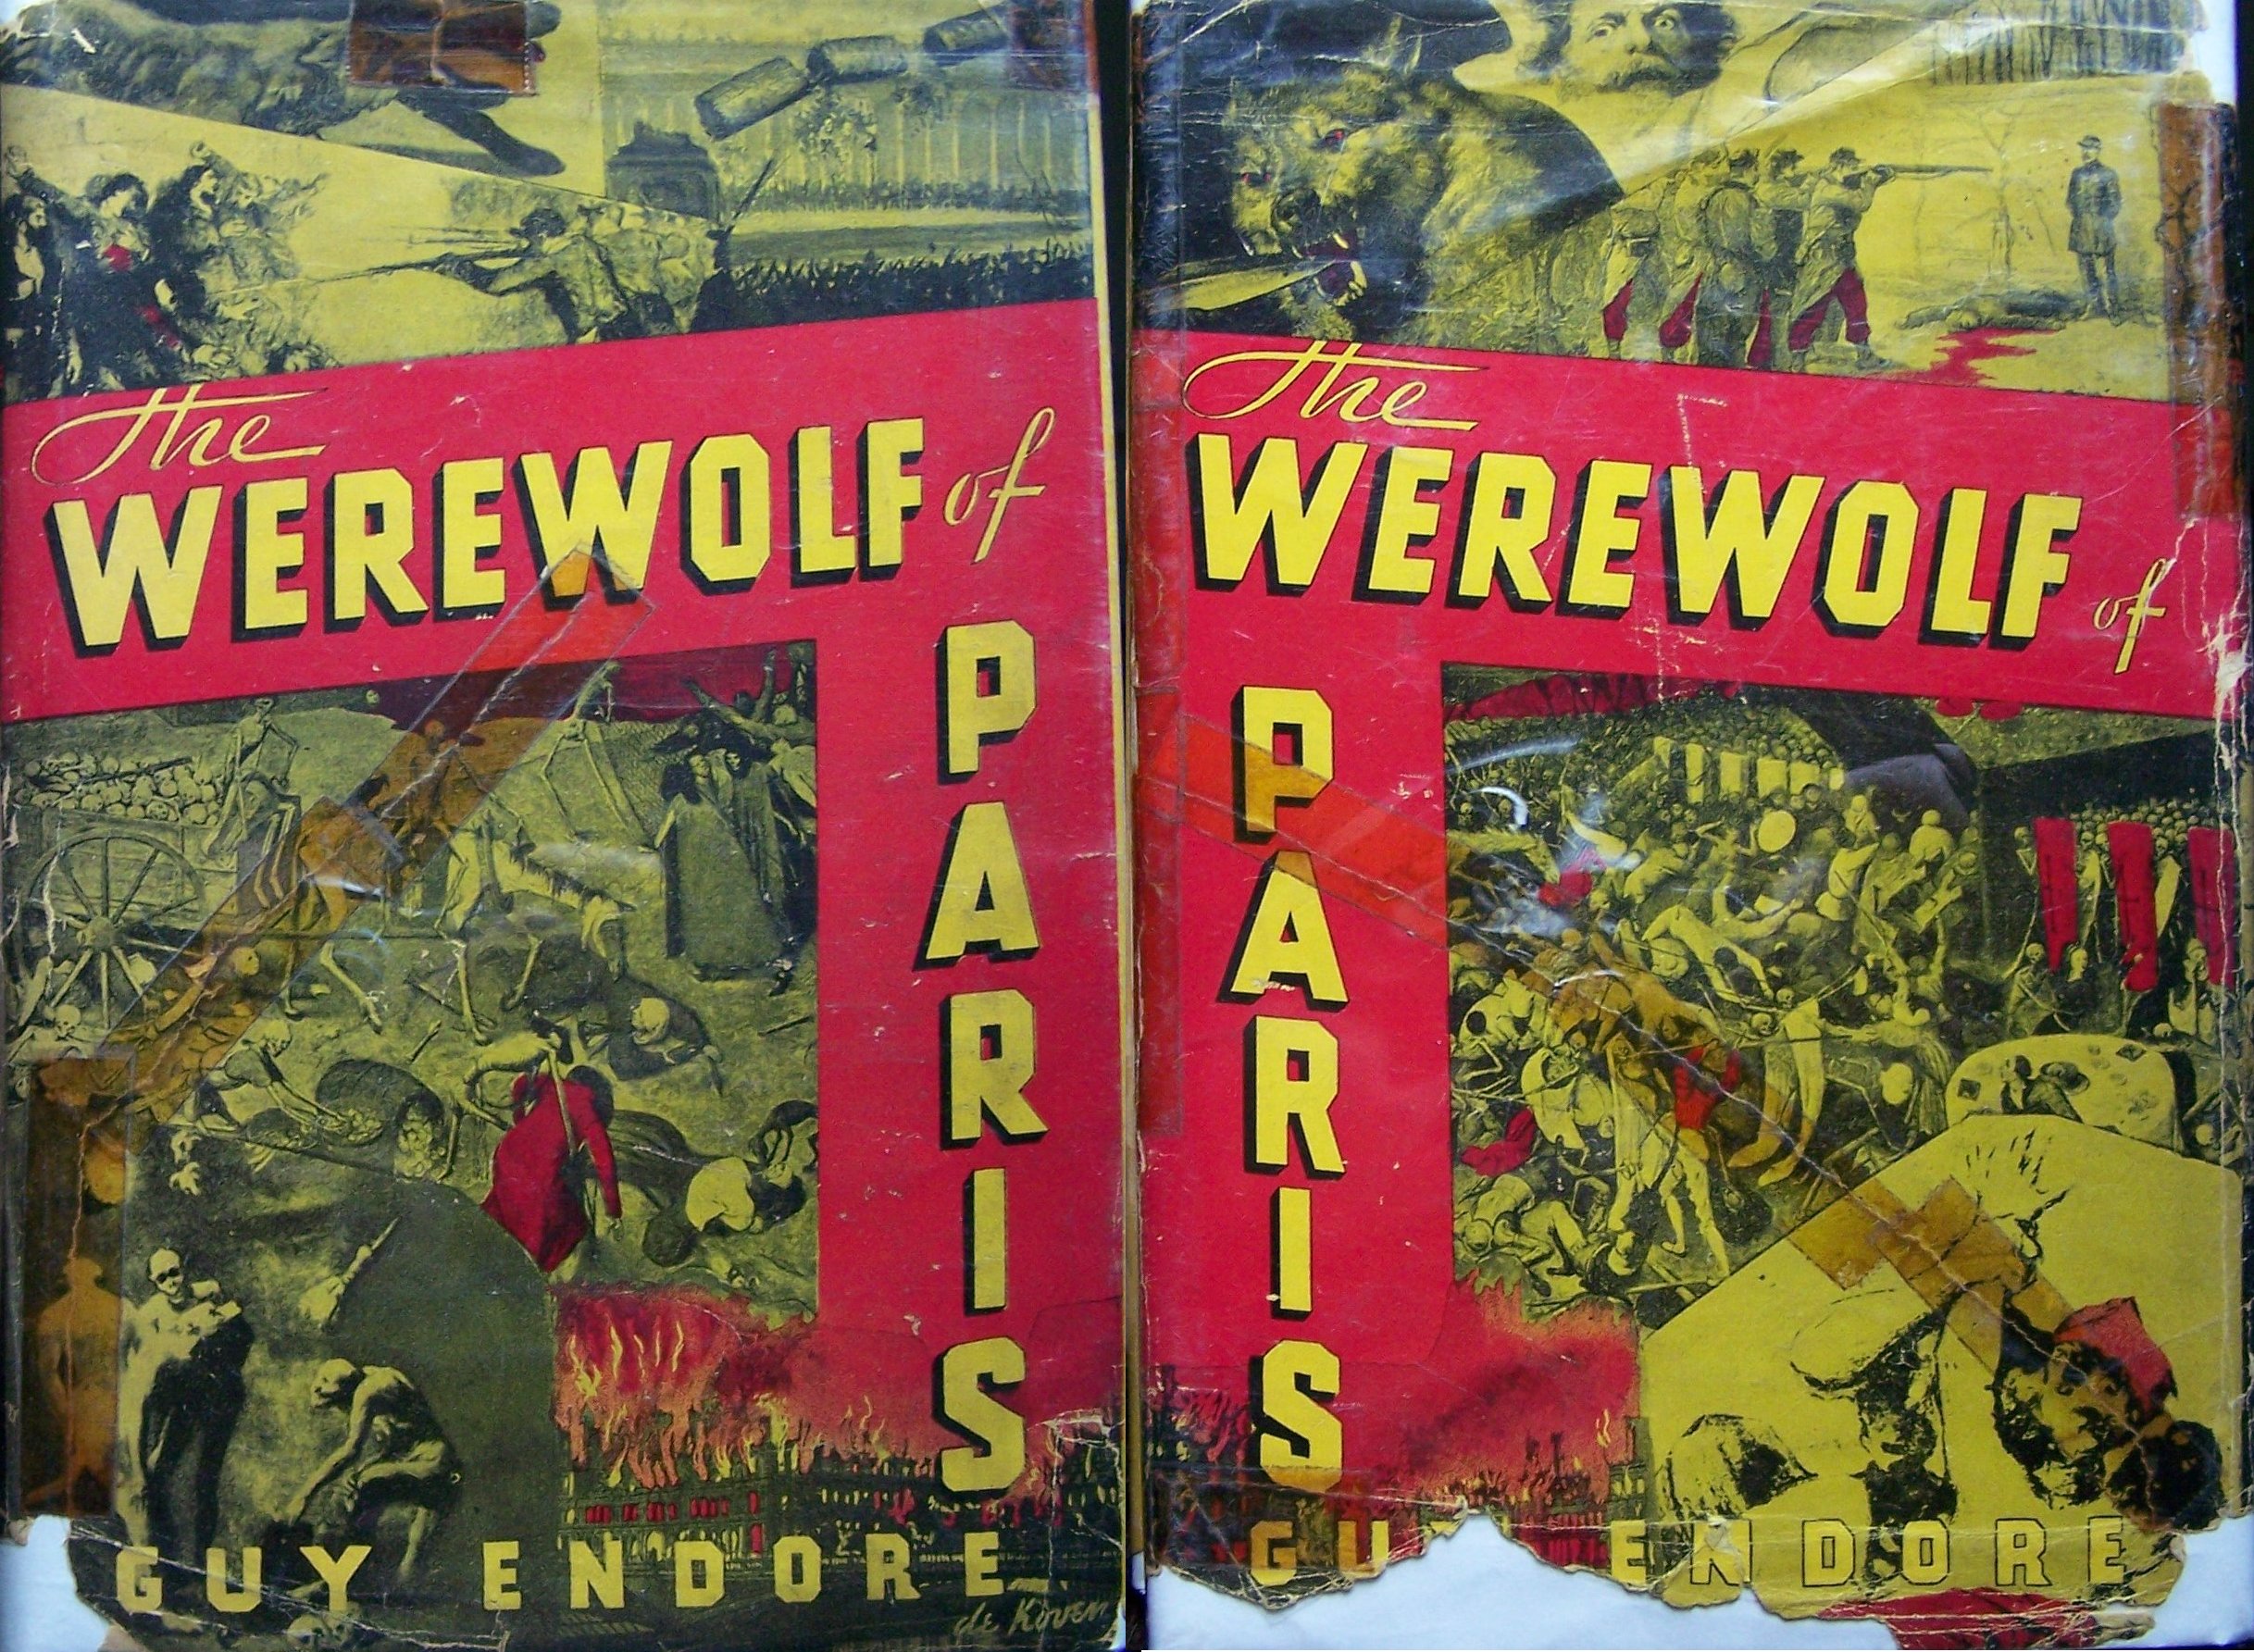 the
WEREWOLF of
PARIS
GUY ENDORE
de Koven
the
WEREWOLF of
PARIS
GU ENDORE